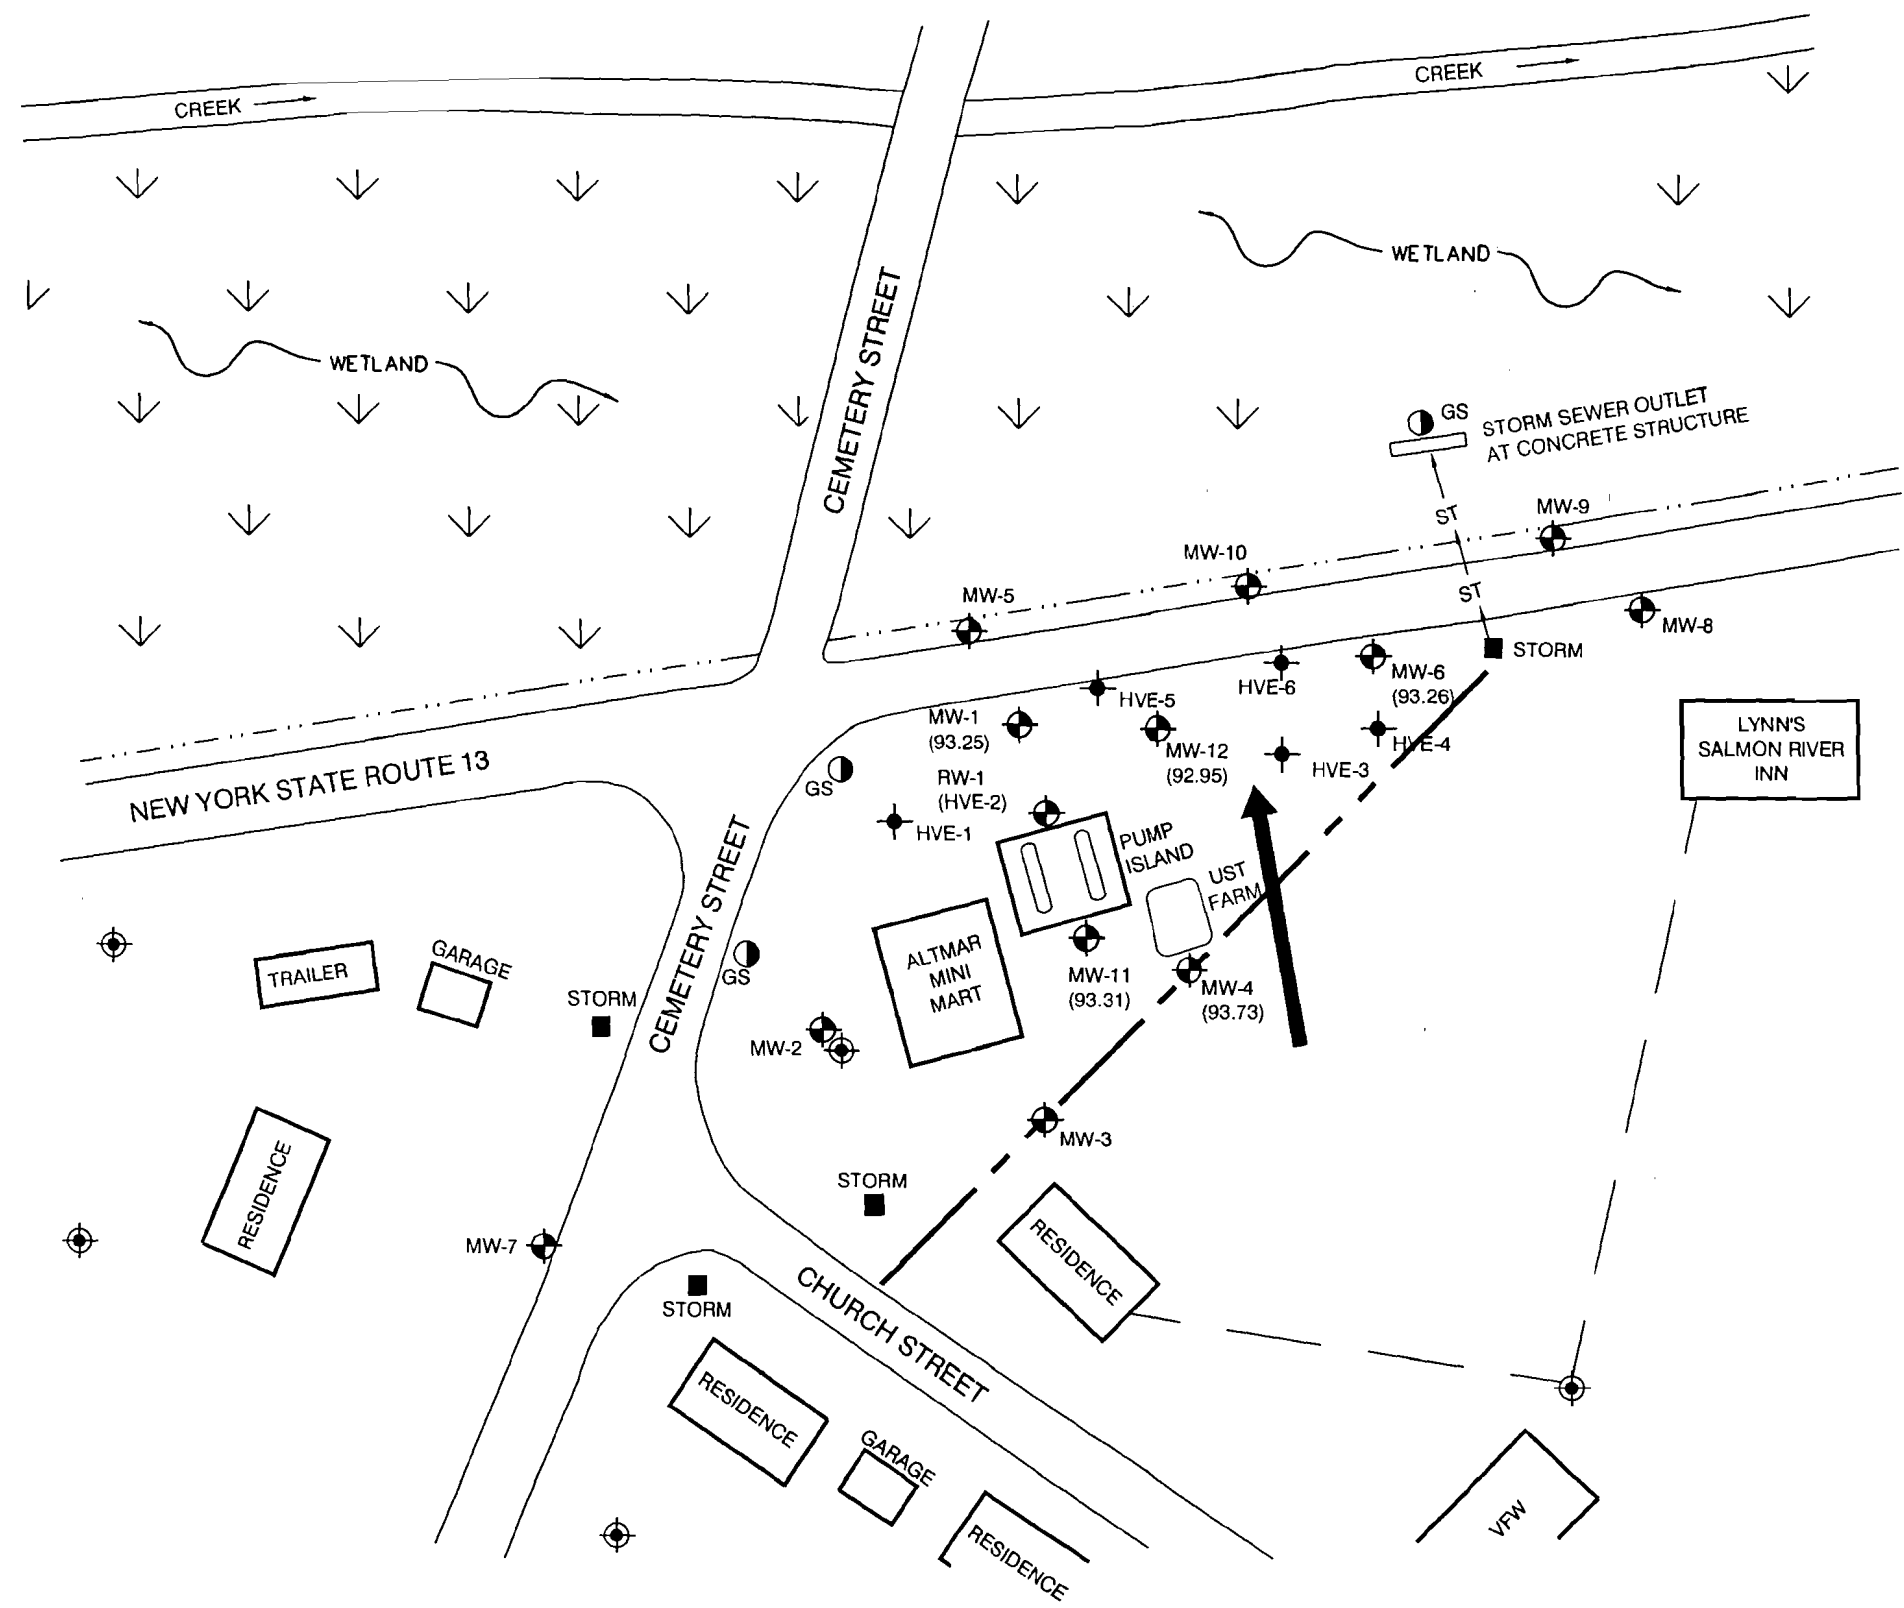 CREEK
CREEK
WETLAND
WETLAND
CEMETERY STREET
GS
STORM SEWER OUTLET
AT CONCRETE STRUCTURE
ST
MW-9
MW-10
ST
MW-5
MW-8
STORM
MW-6
(93.26)
HVE-6
HVE-5
MW-1
(93.25)
MW-12
(92.95)
HVE-4
HVE-3
LYNN'S
SALMON RIVER
INN
NEW YORK STATE ROUTE 13
GS
RW-1
(HVE-2)
HVE-1
PUMP
ISLAND
UST
FARM
CEMETERY STREET
ALTMAR
MINI
MART
GARAGE
TRAILER
GS
STORM
MW-11
(93.31)
MW-4
(93.73)
MW-2
MW-3
RESIDENCE
STORM
MW-7
RESIDENCE
STORM
CHURCH STREET
RESIDENCE
GARAGE
RESIDENCE
VFW